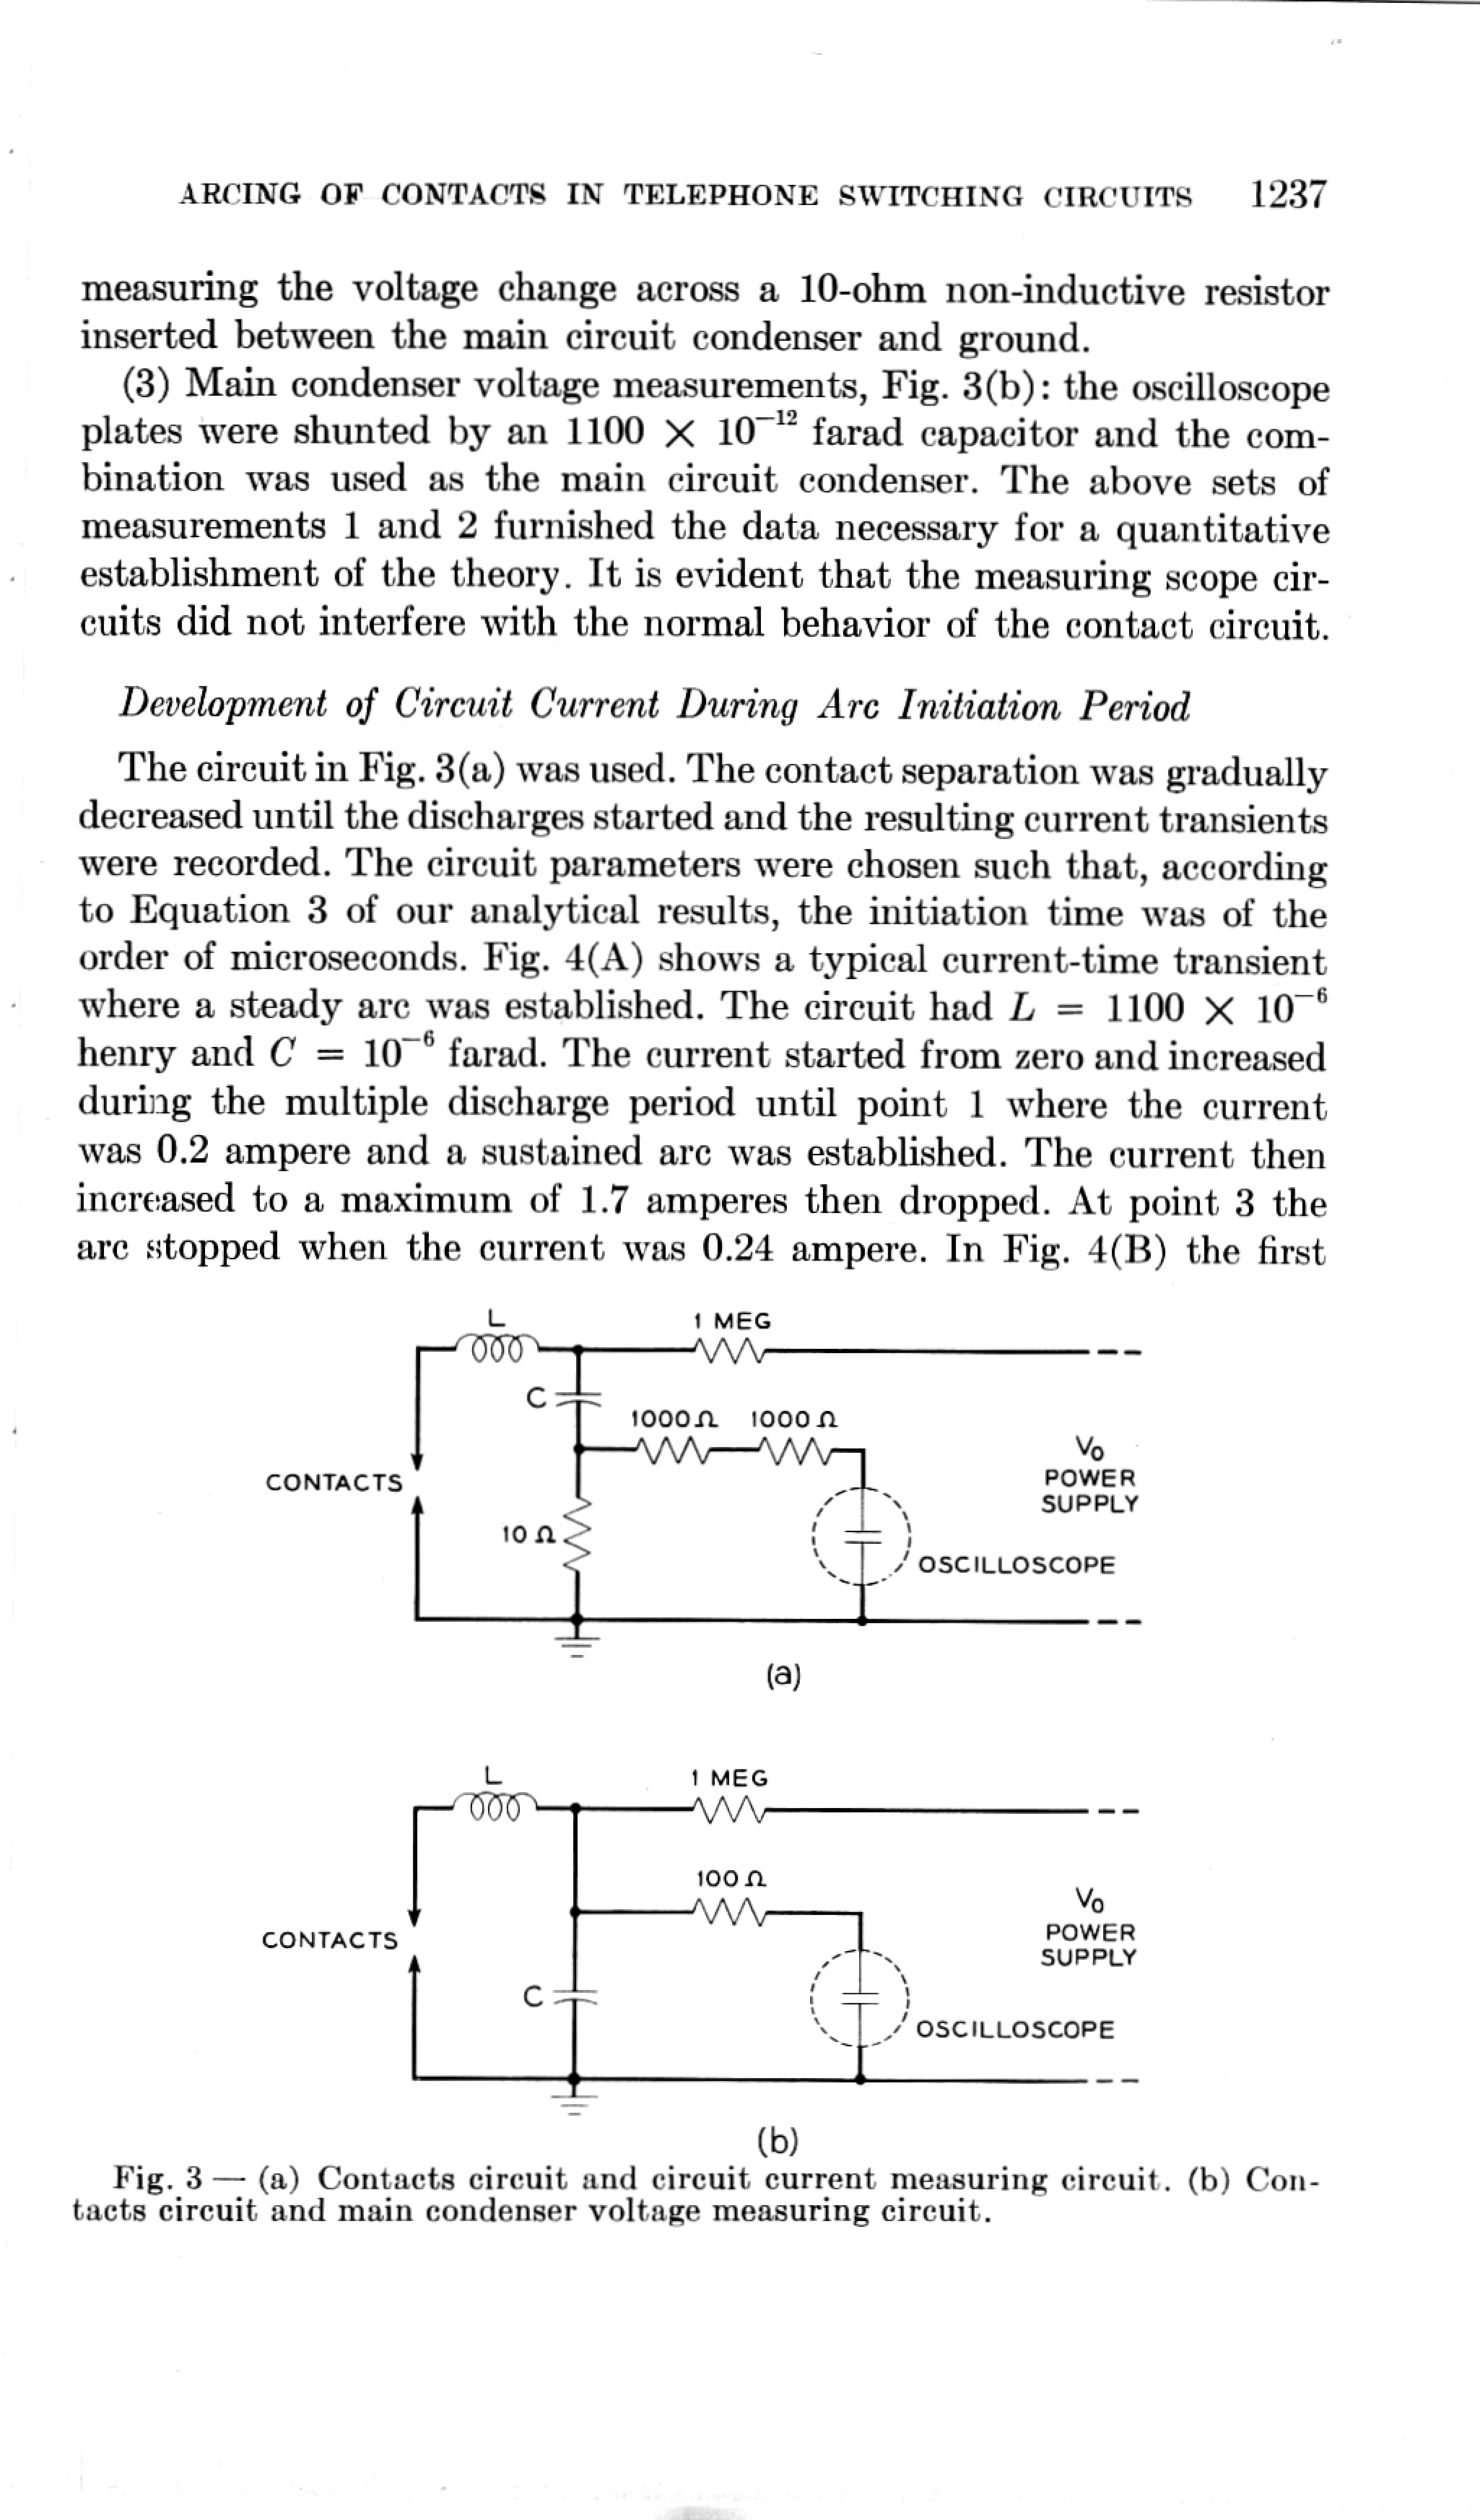 ARCING OF CONTACTS IN TELEPHONE SWITCHING CIRCUITS 1237
measuring the voltage change across a 10-ohm non-inductive resistor
inserted between the main circuit condenser and ground.
(3) Main condenser voltage measurements, Fig. 3(b): the oscilloscope
plates were shunted by an 1100 × 10⁻¹² farad capacitor and the com-
bination was used as the main circuit condenser. The above sets of
measurements 1 and 2 furnished the data necessary for a quantitative
establishment of the theory. It is evident that the measuring scope cir-
cuits did not interfere with the normal behavior of the contact circuit.
Development of Circuit Current During Arc Initiation Period
The circuit in Fig. 3(a) was used. The contact separation was gradually
decreased until the discharges started and the resulting current transients
were recorded. The circuit parameters were chosen such that, according
to Equation 3 of our analytical results, the initiation time was of the
order of microseconds. Fig. 4(A) shows a typical current-time transient
where a steady arc was established. The circuit had L = 1100 × 10⁻⁶
henry and C = 10⁻⁶ farad. The current started from zero and increased
during the multiple discharge period until point 1 where the current
was 0.2 ampere and a sustained arc was established. The current then
increased to a maximum of 1.7 amperes then dropped. At point 3 the
arc stopped when the current was 0.24 ampere. In Fig. 4(B) the first
L
1 MEG
C
1000Ω 1000Ω
CONTACTS
V₀
POWER
SUPPLY
10Ω
OSCILLOSCOPE
(a)
L
1 MEG
100Ω
CONTACTS
V₀
POWER
SUPPLY
C
OSCILLOSCOPE
(b)
Fig. 3 — (a) Contacts circuit and circuit current measuring circuit. (b) Con-
tacts circuit and main condenser voltage measuring circuit.